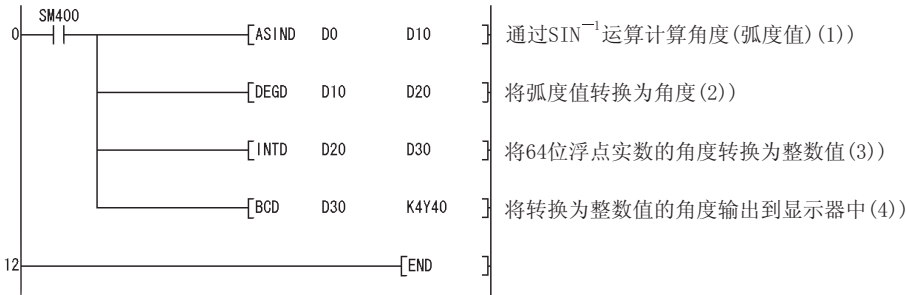 SM400
0 [ASIND D0 D10 ] 通过SIN⁻¹运算计算角度(弧度值)(1))
[DEGD D10 D20 ] 将弧度值转换为角度(2))
[INTD D20 D30 ] 将64位浮点实数的角度转换为整数值(3))
[BCD D30 K4Y40 ] 将转换为整数值的角度输出到显示器中(4))
12 [END ]